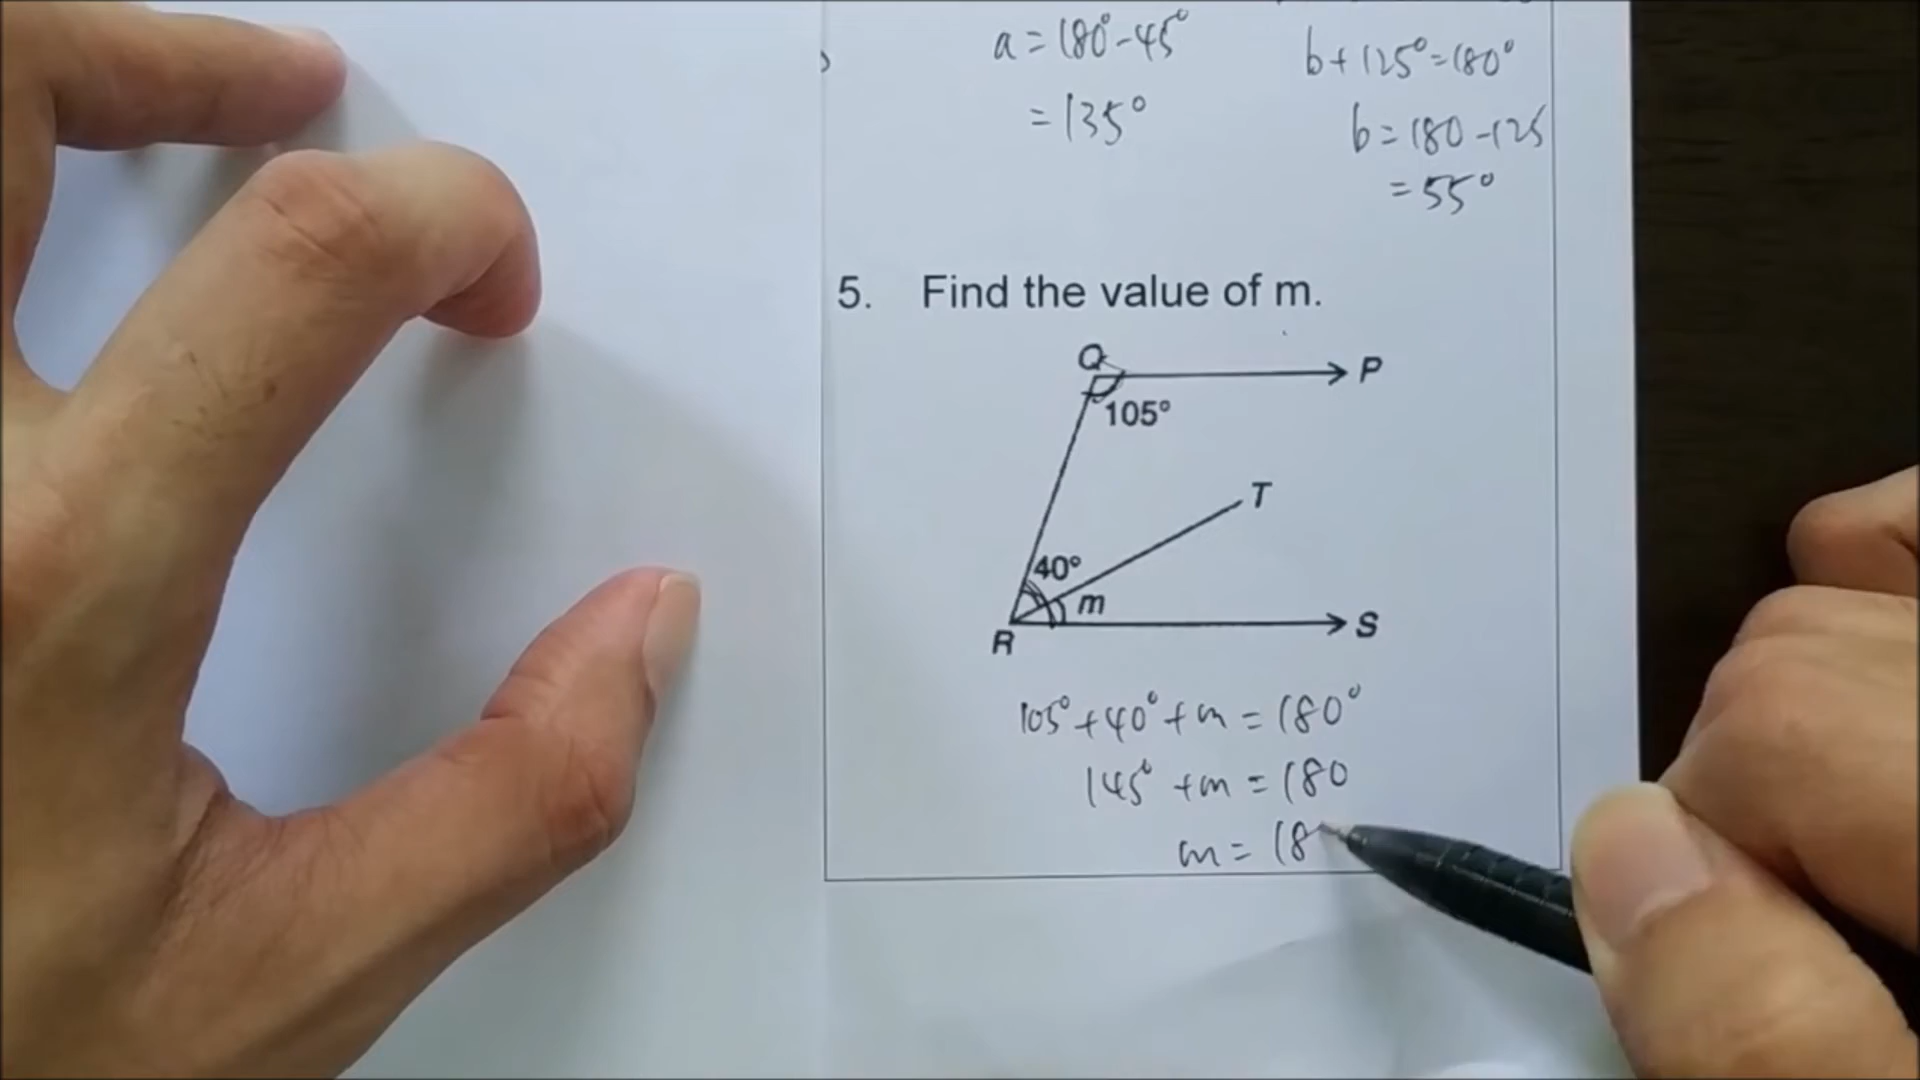 a = 180° - 45°
= 135°
b + 125° = 180°
b = 180 - 125
= 55°
5. Find the value of m.
Q
P
105°
T
40°
m
R
S
105° + 40° + m = 180°
145° + m = 180
m = 18